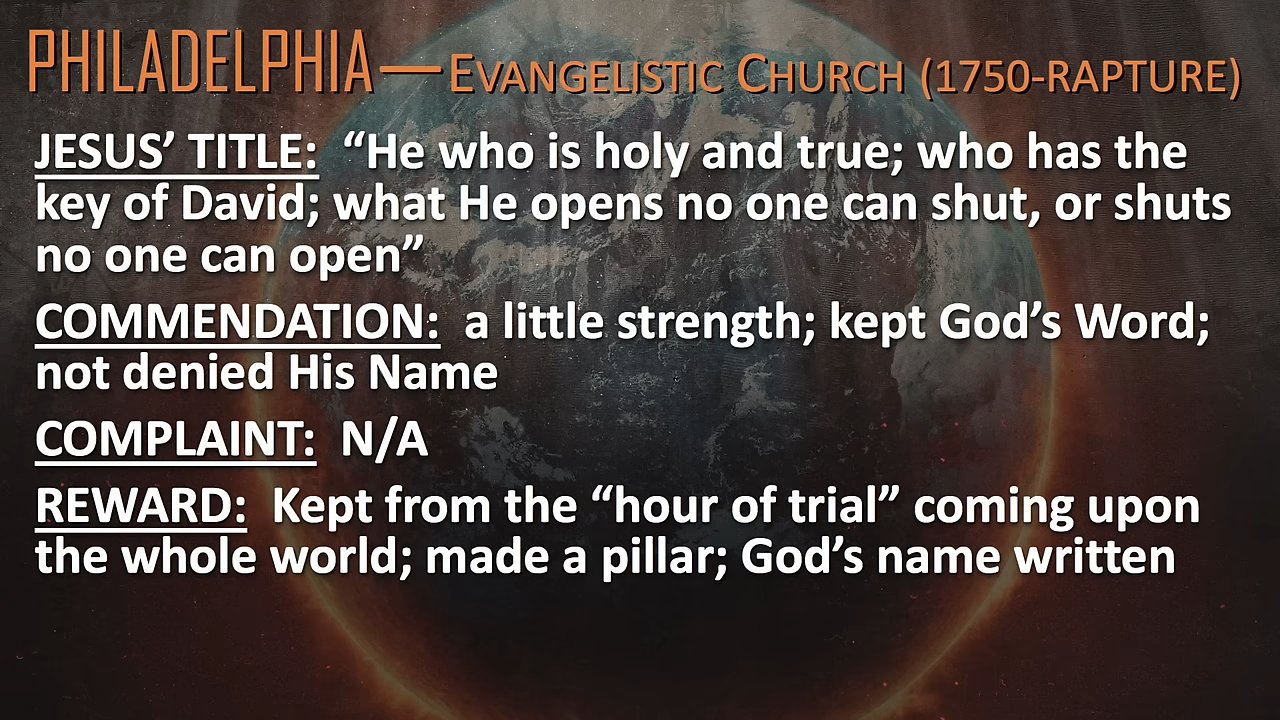 PHILADELPHIA—EVANGELISTIC CHURCH (1750-RAPTURE)
JESUS’ TITLE: “He who is holy and true; who has the
key of David; what He opens no one can shut, or shuts
no one can open”
COMMENDATION: a little strength; kept God’s Word;
not denied His Name
COMPLAINT: N/A
REWARD: Kept from the “hour of trial” coming upon
the whole world; made a pillar; God’s name written